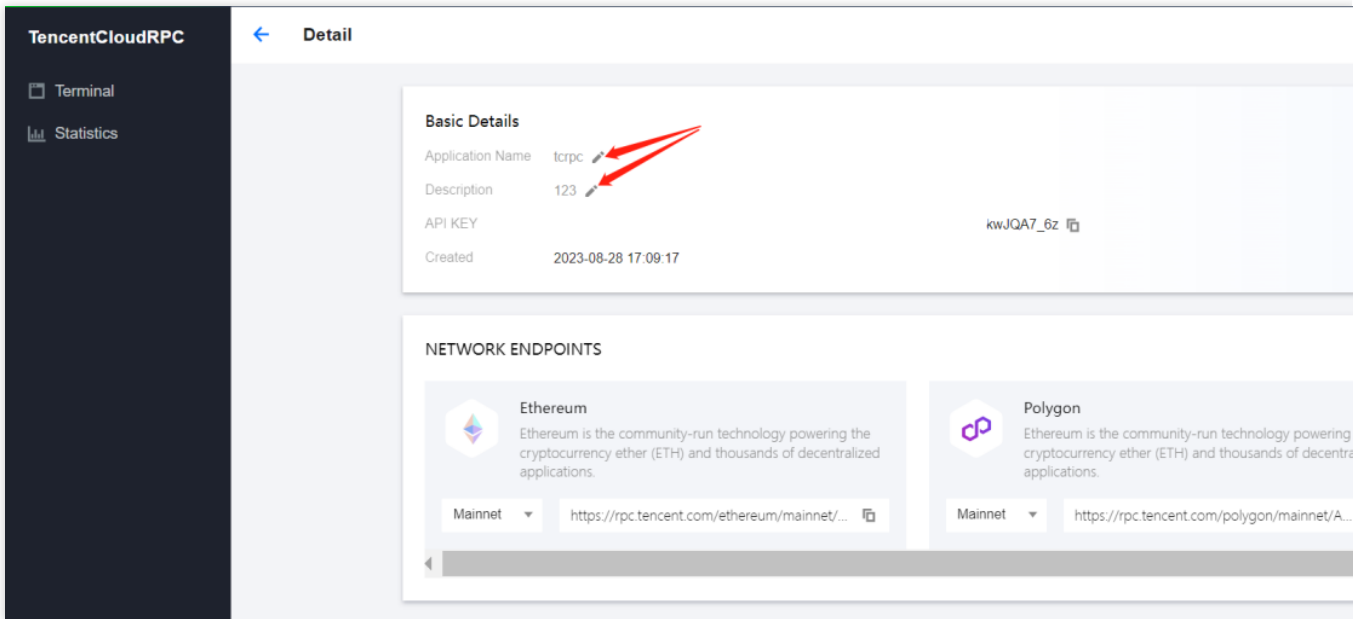 TencentCloudRPC
Detail
Terminal
Statistics
Basic Details
Application Name tcrpc
Description 123
API KEY kwJQA7_6z
Created 2023-08-28 17:09:17
NETWORK ENDPOINTS
Ethereum
Ethereum is the community-run technology powering the
cryptocurrency ether (ETH) and thousands of decentralized
applications.
Mainnet https://rpc.tencent.com/ethereum/mainnet/...
Polygon
Ethereum is the community-run technology powering
cryptocurrency ether (ETH) and thousands of decentra
applications.
Mainnet https://rpc.tencent.com/polygon/mainnet/A...